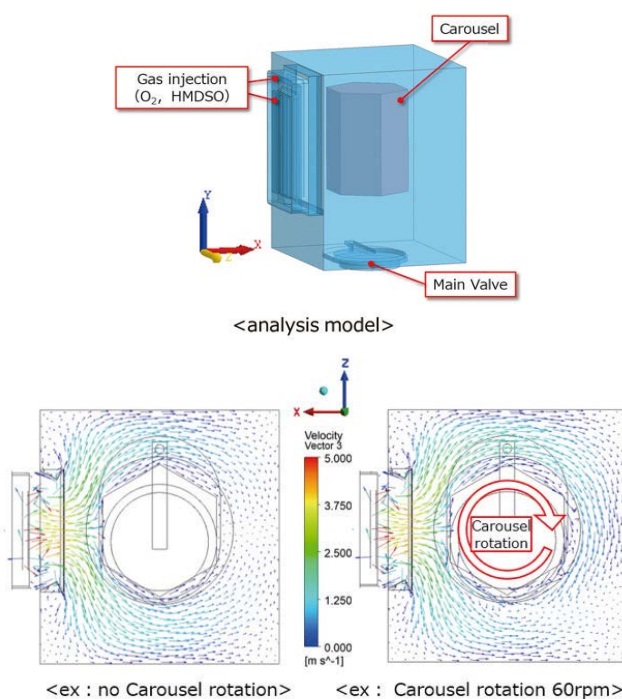 Carousel
Gas injection
(O₂, HMDSO)
Y
X
Z
Main Valve
<analysis model>
Z
X
Velocity
Vector 3
5.000
3.750
2.500
1.250
0.000
[m s^-1]
Carousel
rotation
<ex : no Carousel rotation>
<ex : Carousel rotation 60rpm>